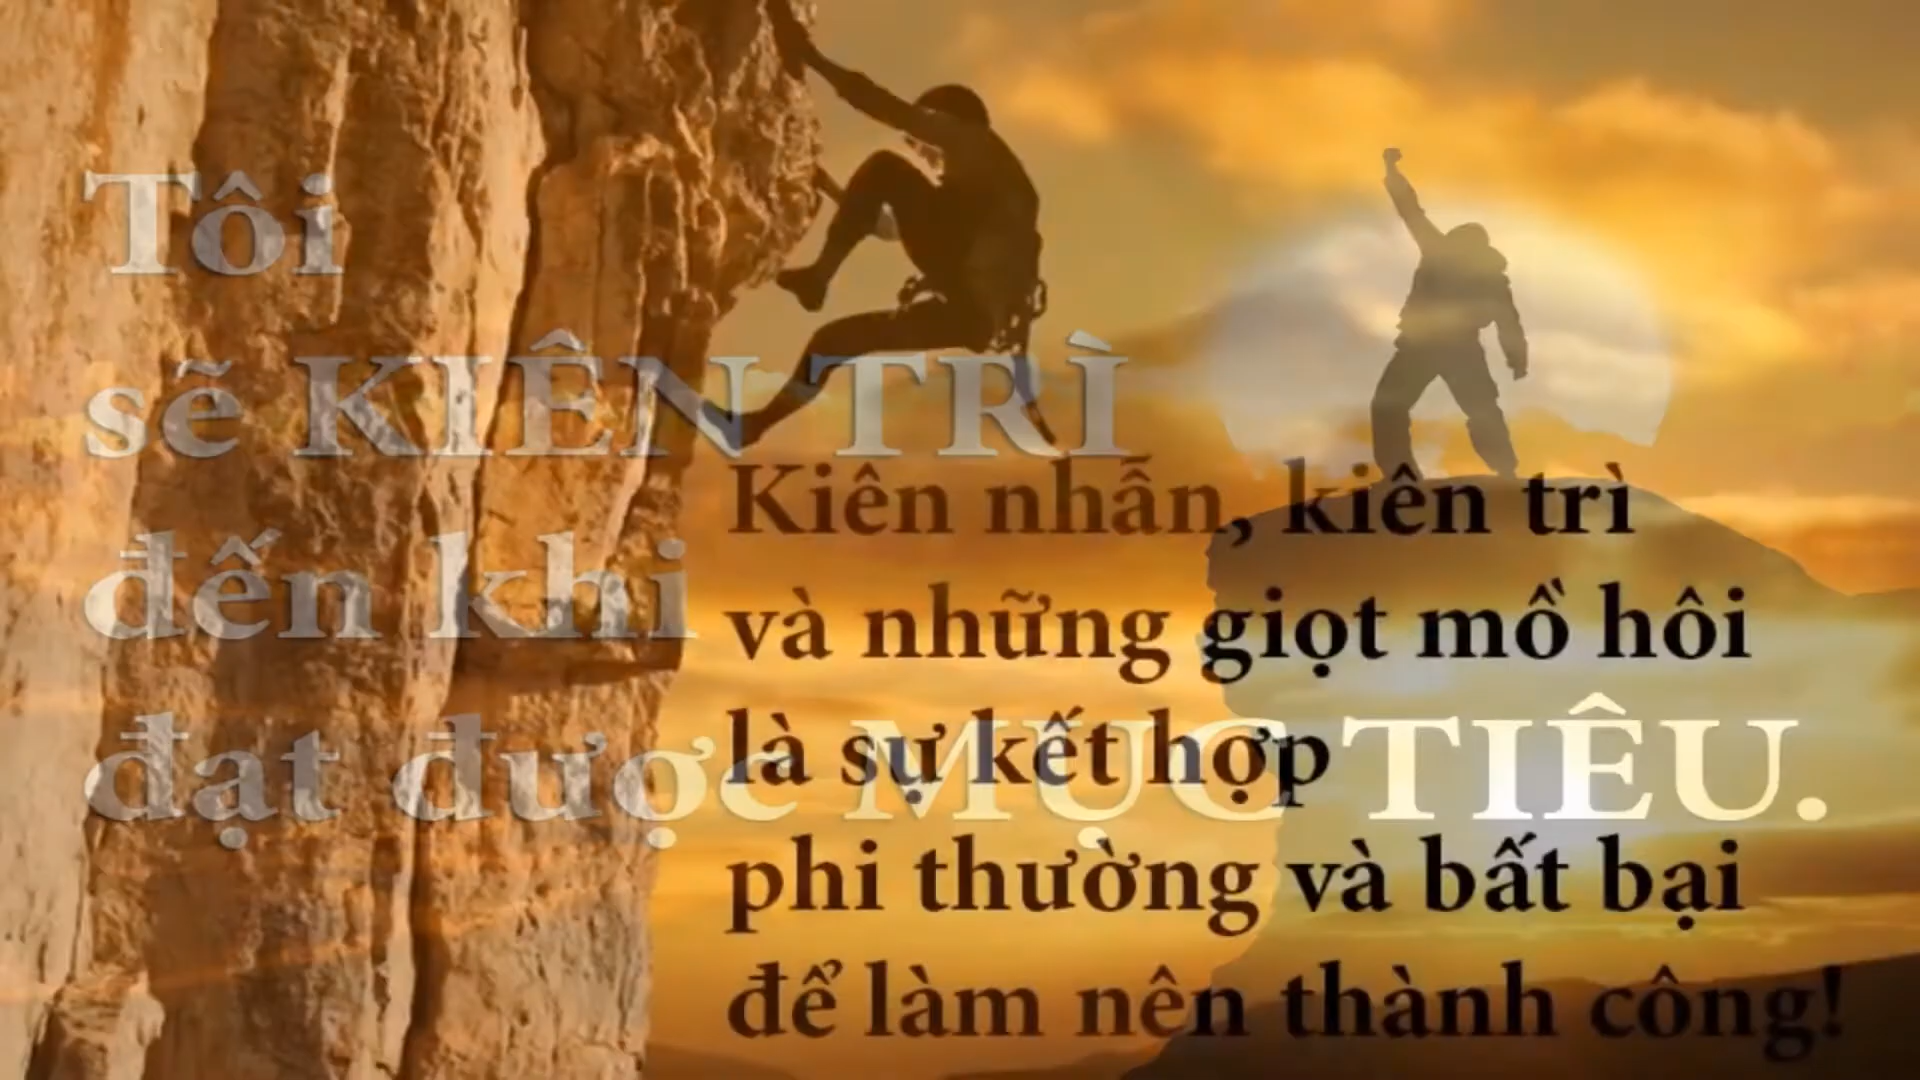 Tôi
sẽ KIÊN TRÌ
đến khi
đạt được MỤC TIÊU.
Kiên nhẫn, kiên trì
và những giọt mồ hôi
là sự kết hợp
phi thường và bất bại
để làm nên thành công!